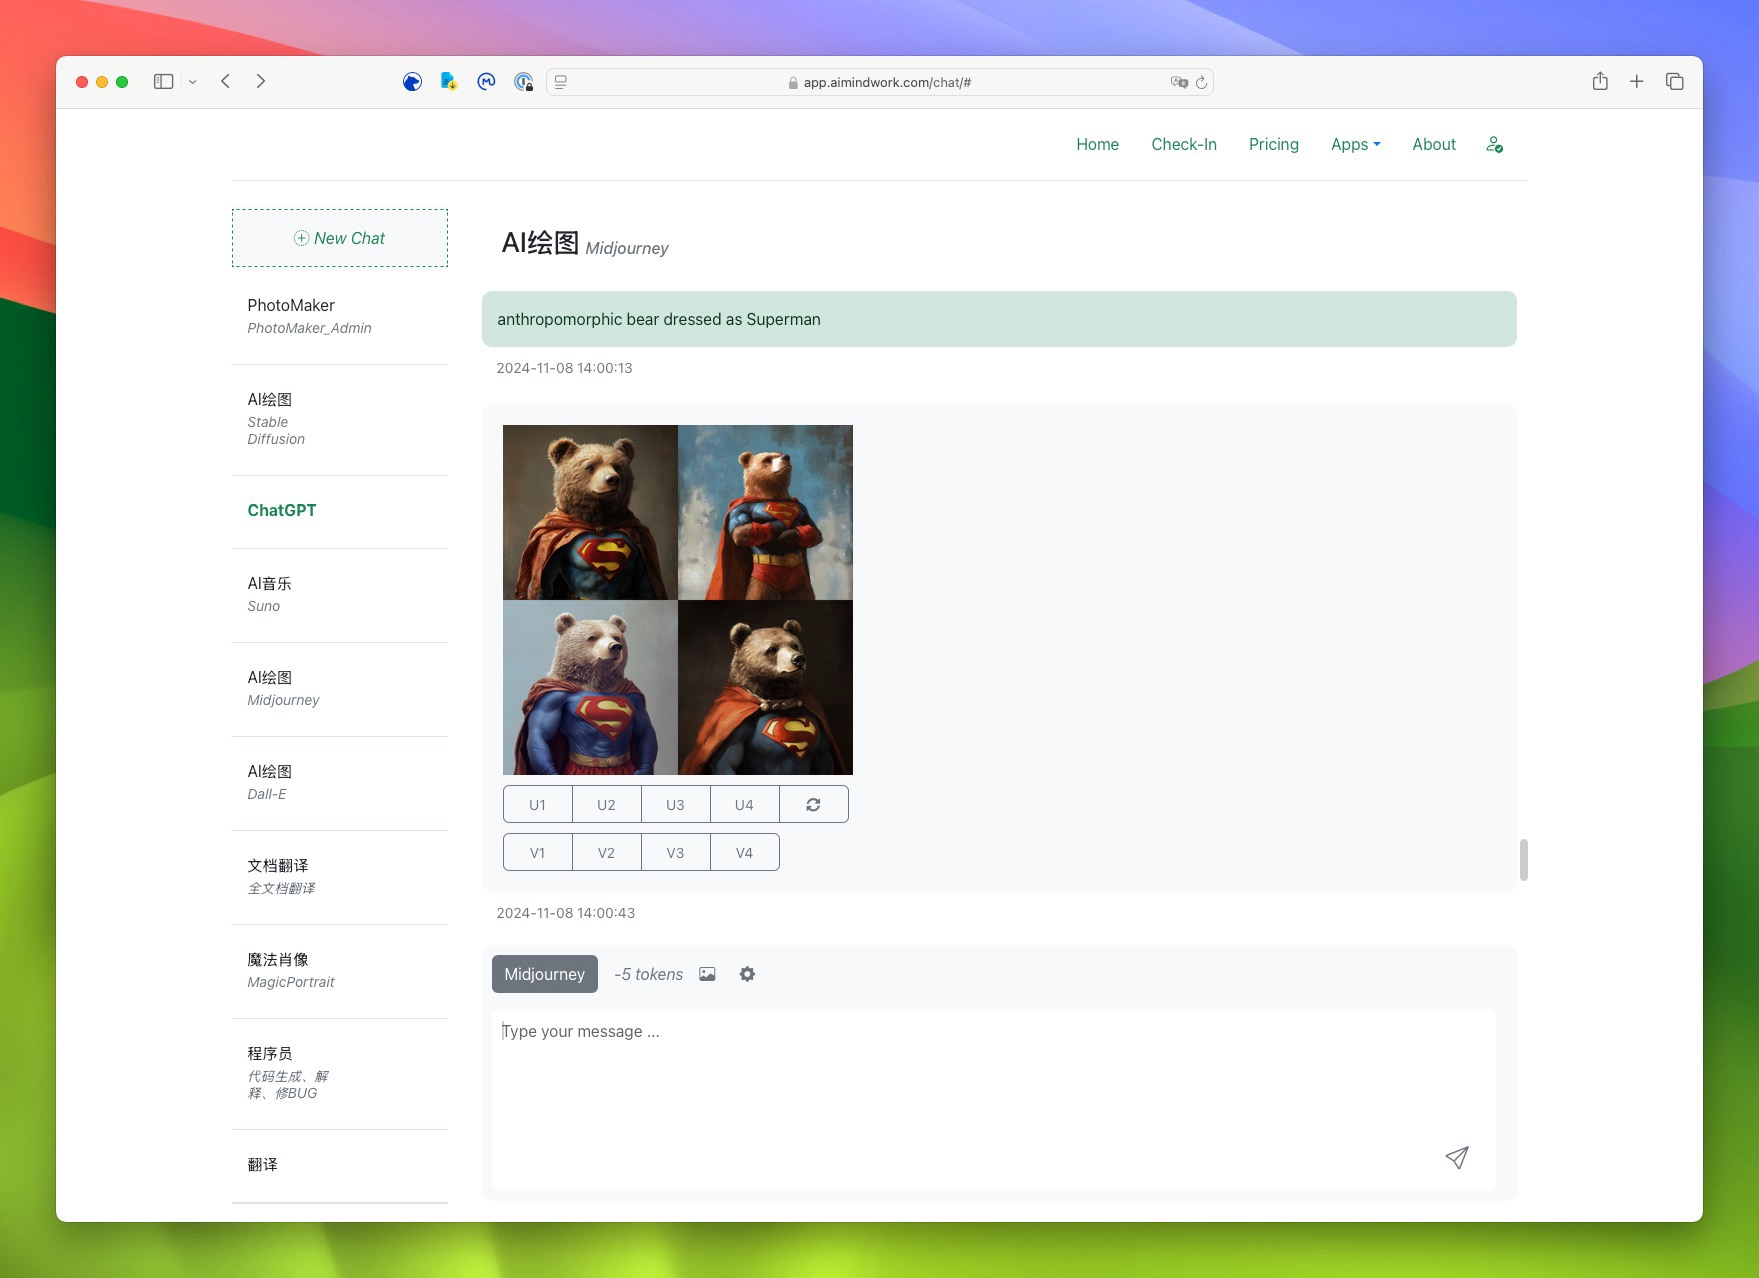 app.aimindwork.com/chat/#
Home
Check-In
Pricing
Apps
About
New Chat
PhotoMaker
PhotoMaker_Admin
AI绘图
Stable
Diffusion
ChatGPT
AI音乐
Suno
AI绘图
Midjourney
AI绘图
Dall-E
文档翻译
全文档翻译
魔法肖像
MagicPortrait
程序员
代码生成、解
释、修BUG
翻译
AI绘图 Midjourney
anthropomorphic bear dressed as Superman
2024-11-08 14:00:13
U1
U2
U3
U4
V1
V2
V3
V4
2024-11-08 14:00:43
Midjourney
-5 tokens
Type your message ...